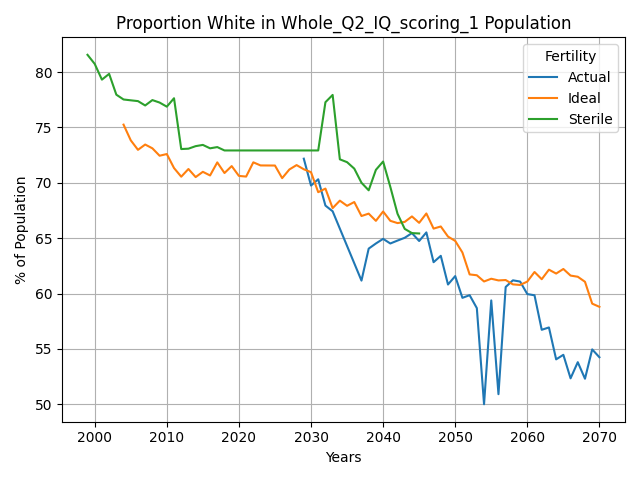 Proportion White in Whole_Q2_IQ_scoring_1 Population
Fertility
Actual
Ideal
Sterile
% of Population
80
75
70
65
60
55
50
2000 2010 2020 2030 2040 2050 2060 2070
Years